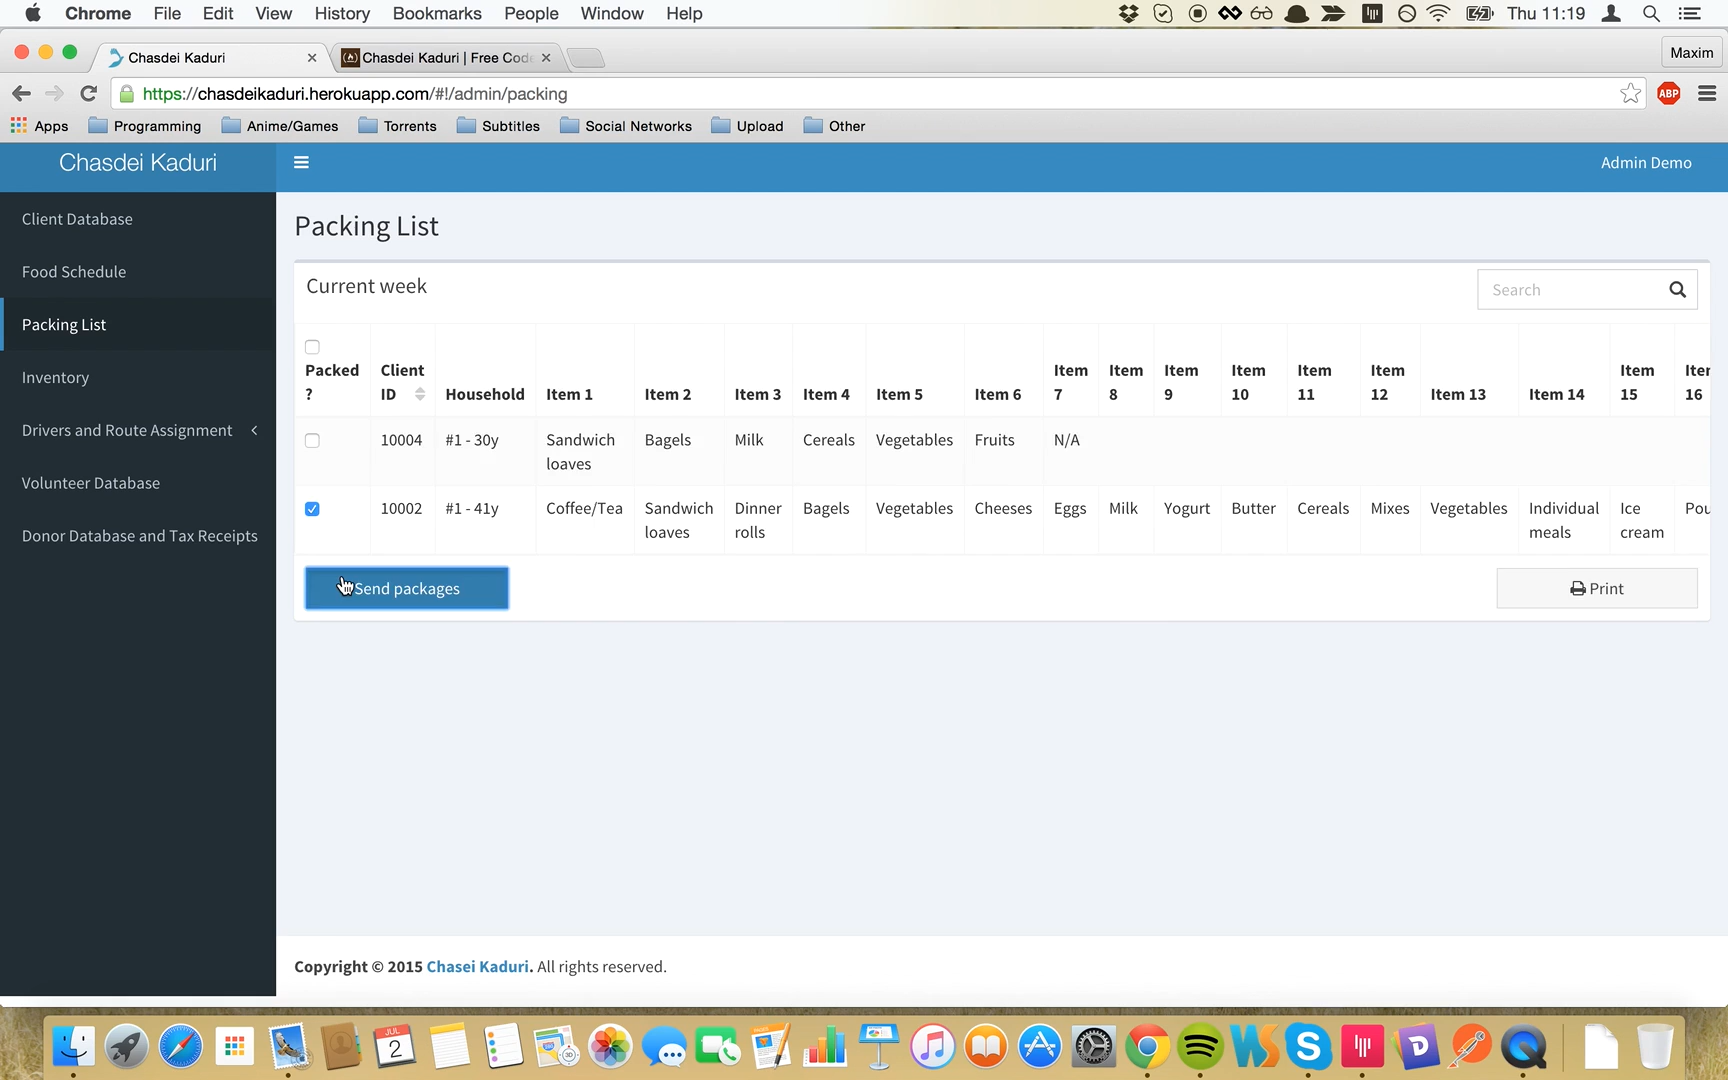 Chrome File Edit View History Bookmarks People Window Help Thu 11:19
Chasdei Kaduri Chasdei Kaduri | Free Cod Maxim
https://chasdeikaduri.herokuapp.com/#!/admin/packing ABP
Apps Programming Anime/Games Torrents Subtitles Social Networks Upload Other
Chasdei Kaduri Admin Demo
Client Database
Food Schedule
Packing List
Inventory
Drivers and Route Assignment
Volunteer Database
Donor Database and Tax Receipts
Packing List
Current week Search
Packed Client Item Item Item Item Item Item Item
? ID Household Item 1 Item 2 Item 3 Item 4 Item 5 Item 6 7 8 9 10 11 12 Item 13 Item 14 15 16
10004 #1 - 30y Sandwich Bagels Milk Cereals Vegetables Fruits N/A
loaves
10002 #1 - 41y Coffee/Tea Sandwich Dinner Bagels Vegetables Cheeses Eggs Milk Yogurt Butter Cereals Mixes Vegetables Individual Ice Pou
loaves rolls meals cream
Send packages Print
Copyright © 2015 Chasei Kaduri. All rights reserved.
JUL
2